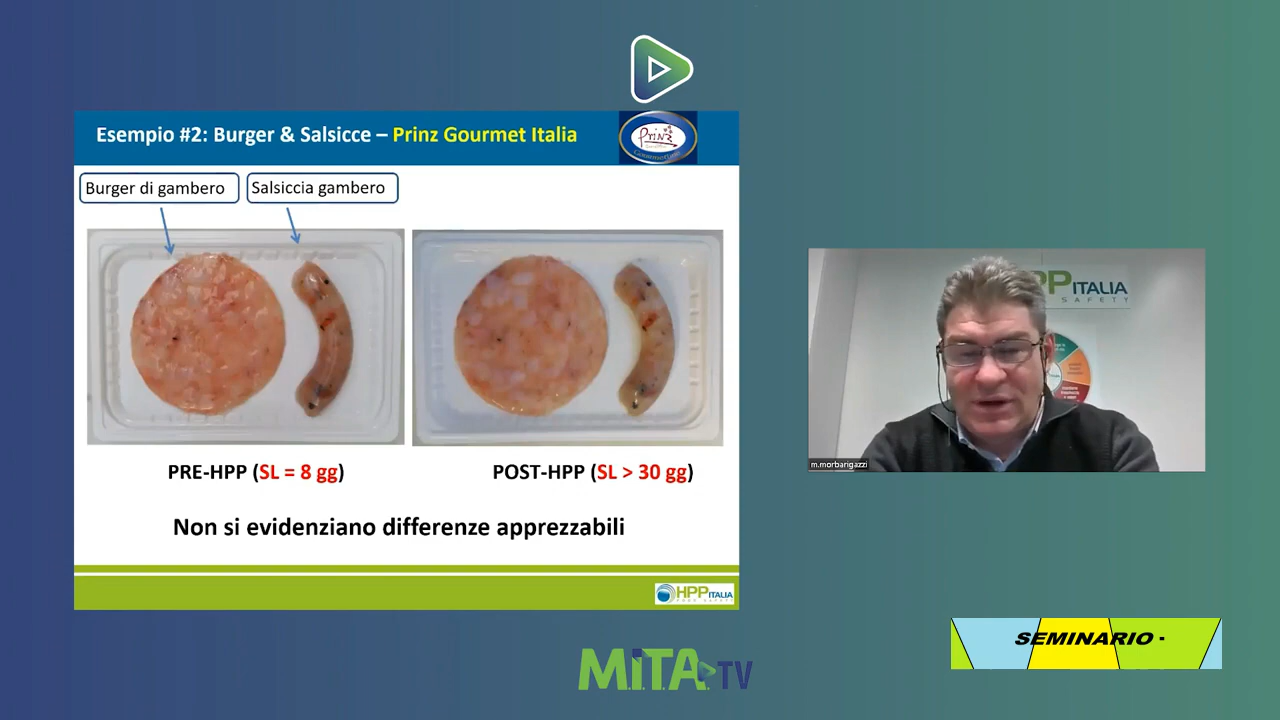 Esempio #2: Burger & Salsicce – Prinz Gourmet Italia
Prinz
Burger di gambero
Salsiccia gambero
PRE-HPP (SL = 8 gg)
POST-HPP (SL > 30 gg)
Non si evidenziano differenze apprezzabili
HPP ITALIA
PP ITALIA
SAFETY
m.morbarigazzi
SEMINARIO -
M.I.T.A. TV